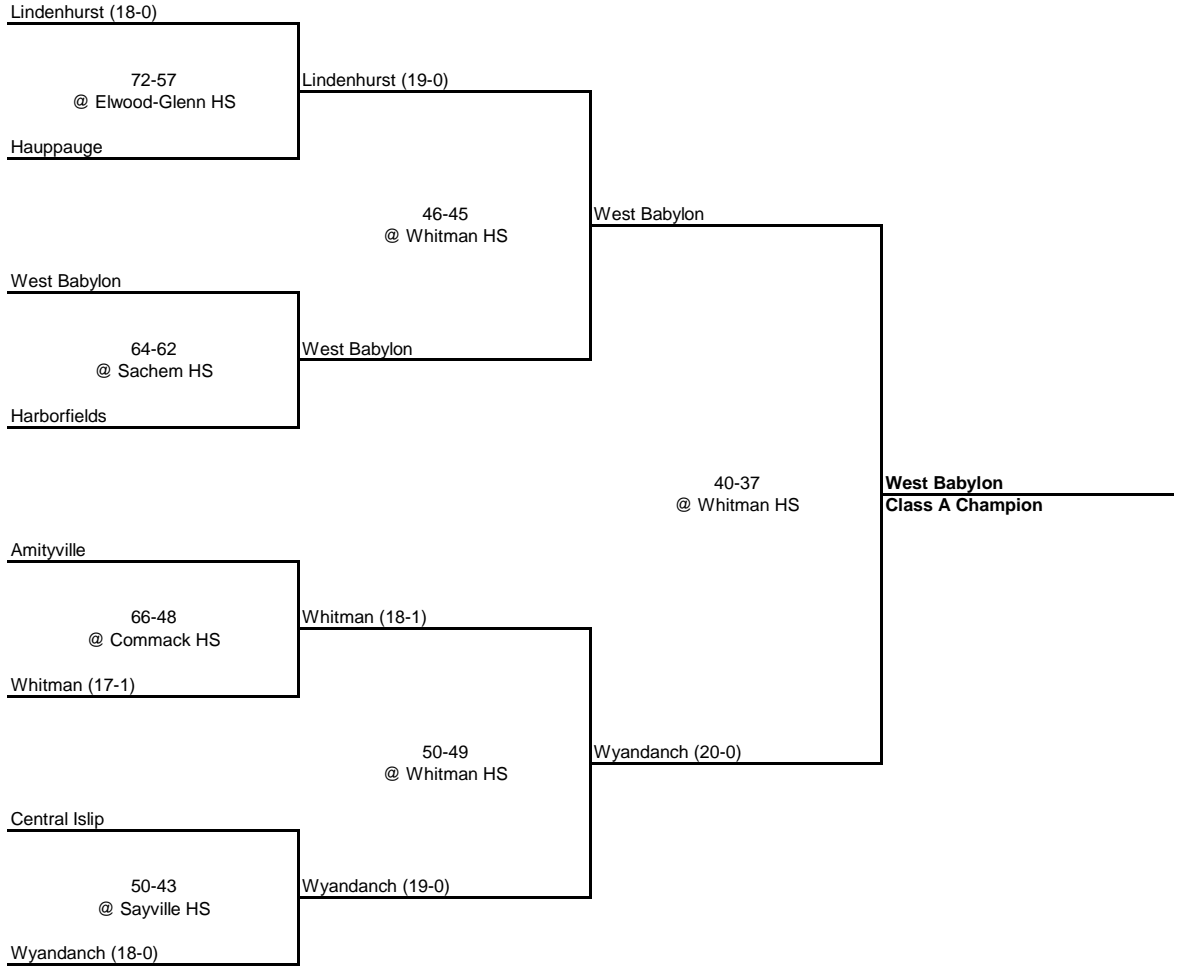 Lindenhurst (18-0)
72-57
@ Elwood-Glenn HS
Lindenhurst (19-0)
Hauppauge
46-45
@ Whitman HS
West Babylon
West Babylon
64-62
@ Sachem HS
West Babylon
Harborfields
40-37
@ Whitman HS
West Babylon
Class A Champion
Amityville
66-48
@ Commack HS
Whitman (18-1)
Whitman (17-1)
50-49
@ Whitman HS
Wyandanch (20-0)
Central Islip
50-43
@ Sayville HS
Wyandanch (19-0)
Wyandanch (18-0)